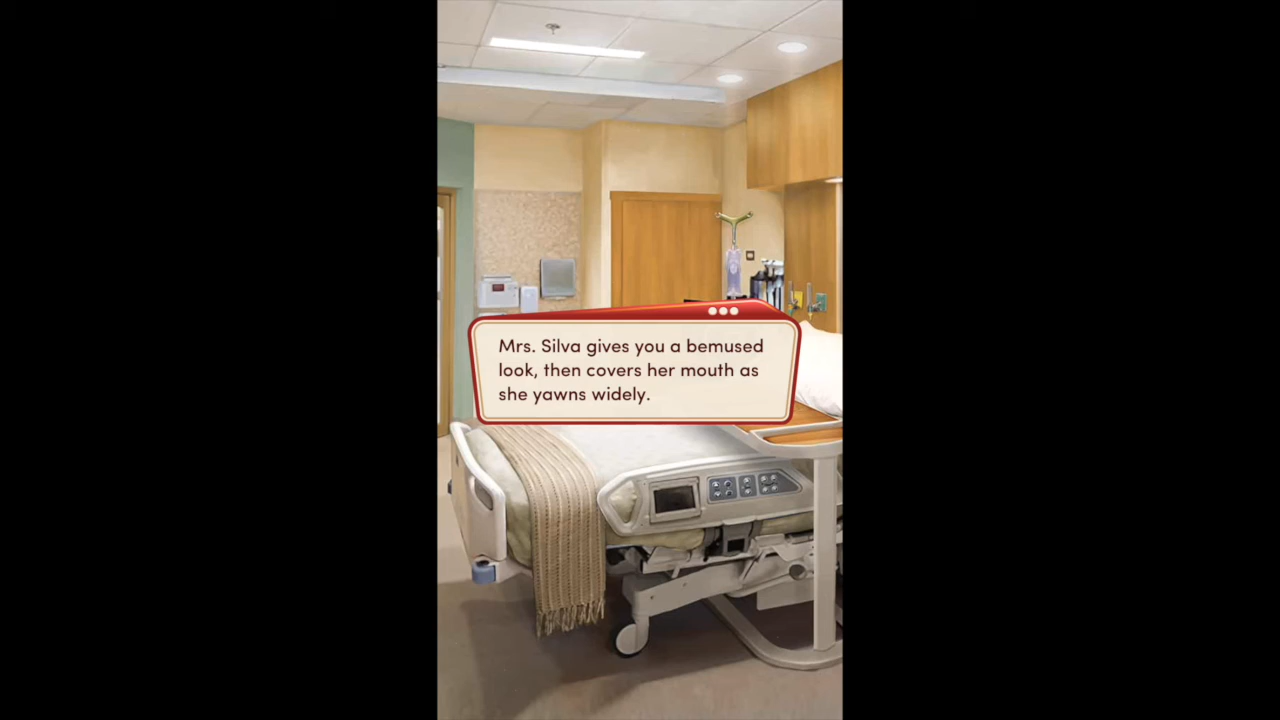 Mrs. Silva gives you a bemused
look, then covers her mouth as
she yawns widely.